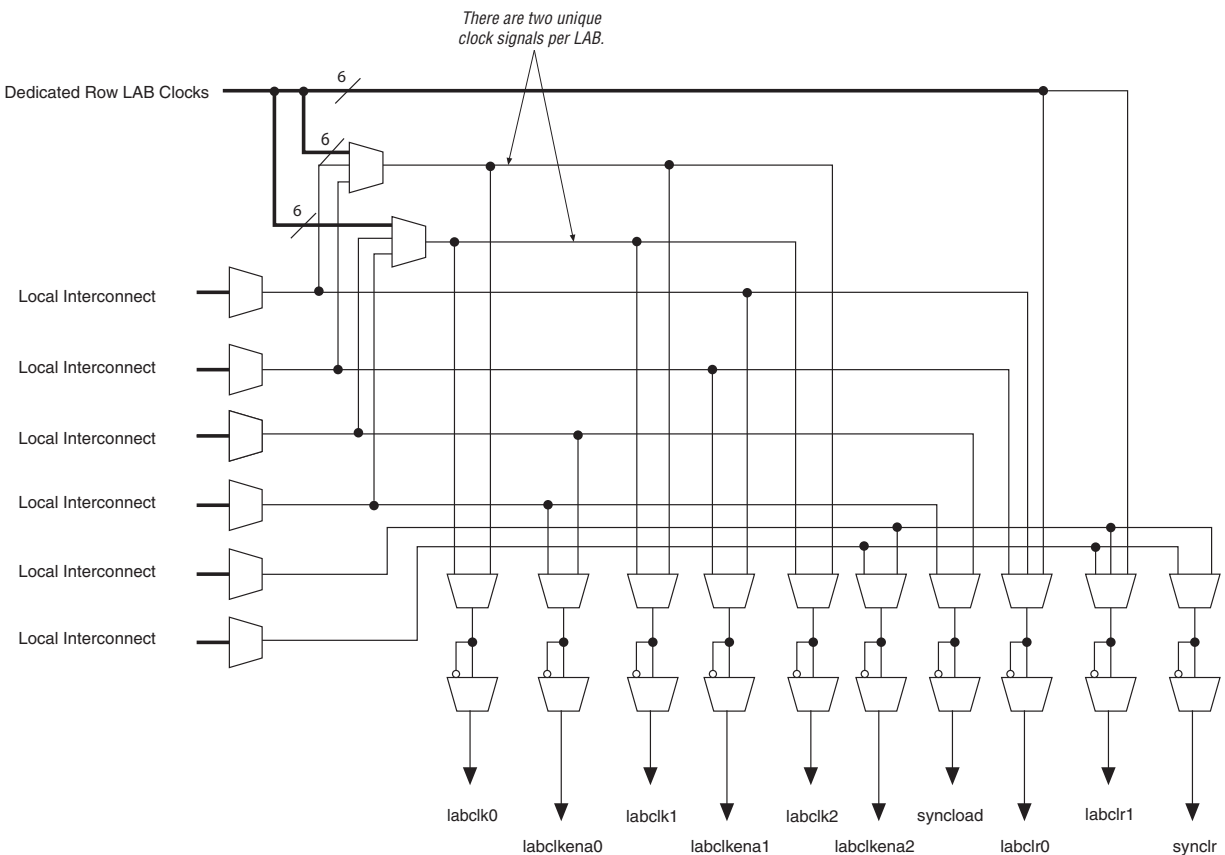 There are two unique
clock signals per LAB.
6
Dedicated Row LAB Clocks
6
6
Local Interconnect
Local Interconnect
Local Interconnect
Local Interconnect
Local Interconnect
Local Interconnect
labclk0
labclk1
labclk2
syncload
labclr1
labclkena0
labclkena1
labclkena2
labclr0
synclr